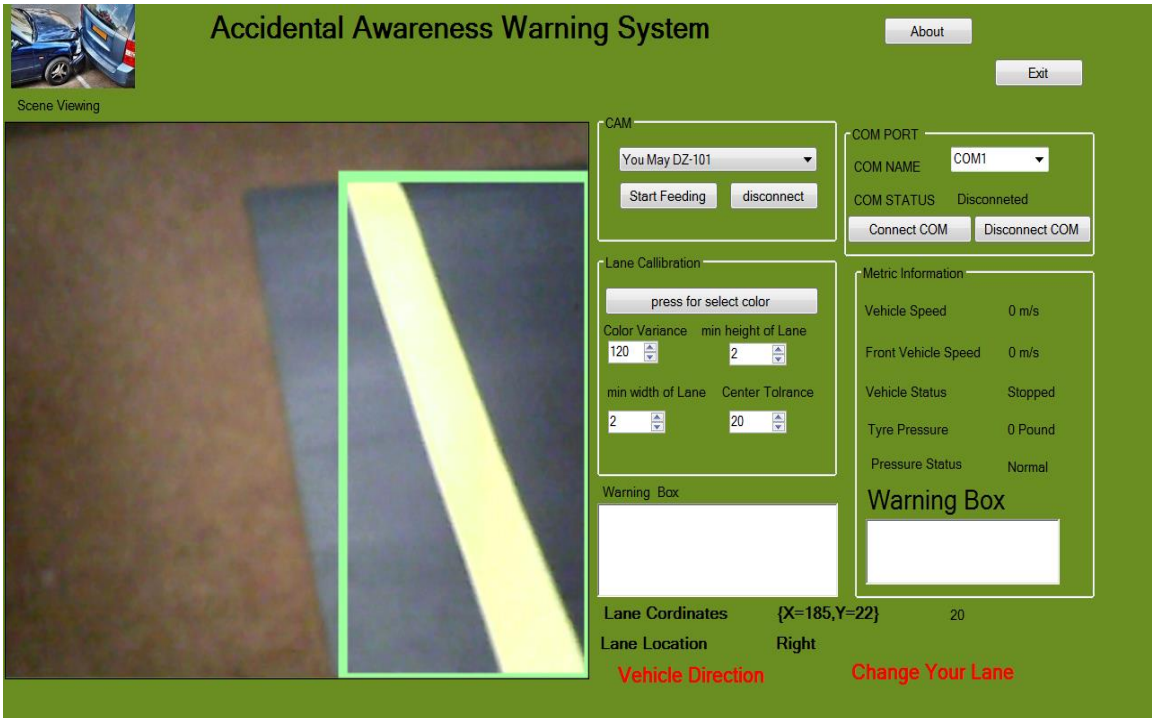 Accidental Awareness Warning System
About
Exit
Scene Viewing
CAM
You May DZ-101
Start Feeding
disconnect
COM PORT
COM NAME
COM1
COM STATUS
Disconneted
Connect COM
Disconnect COM
Lane Callibration
press for select color
Color Variance
min height of Lane
120
2
min width of Lane
Center Tolrance
2
20
Metric Information
Vehicle Speed
0 m/s
Front Vehicle Speed
0 m/s
Vehicle Status
Stopped
Tyre Pressure
0 Pound
Pressure Status
Normal
Warning Box
Warning Box
Lane Cordinates
{X=185,Y=22}
20
Lane Location
Right
Vehicle Direction
Change Your Lane